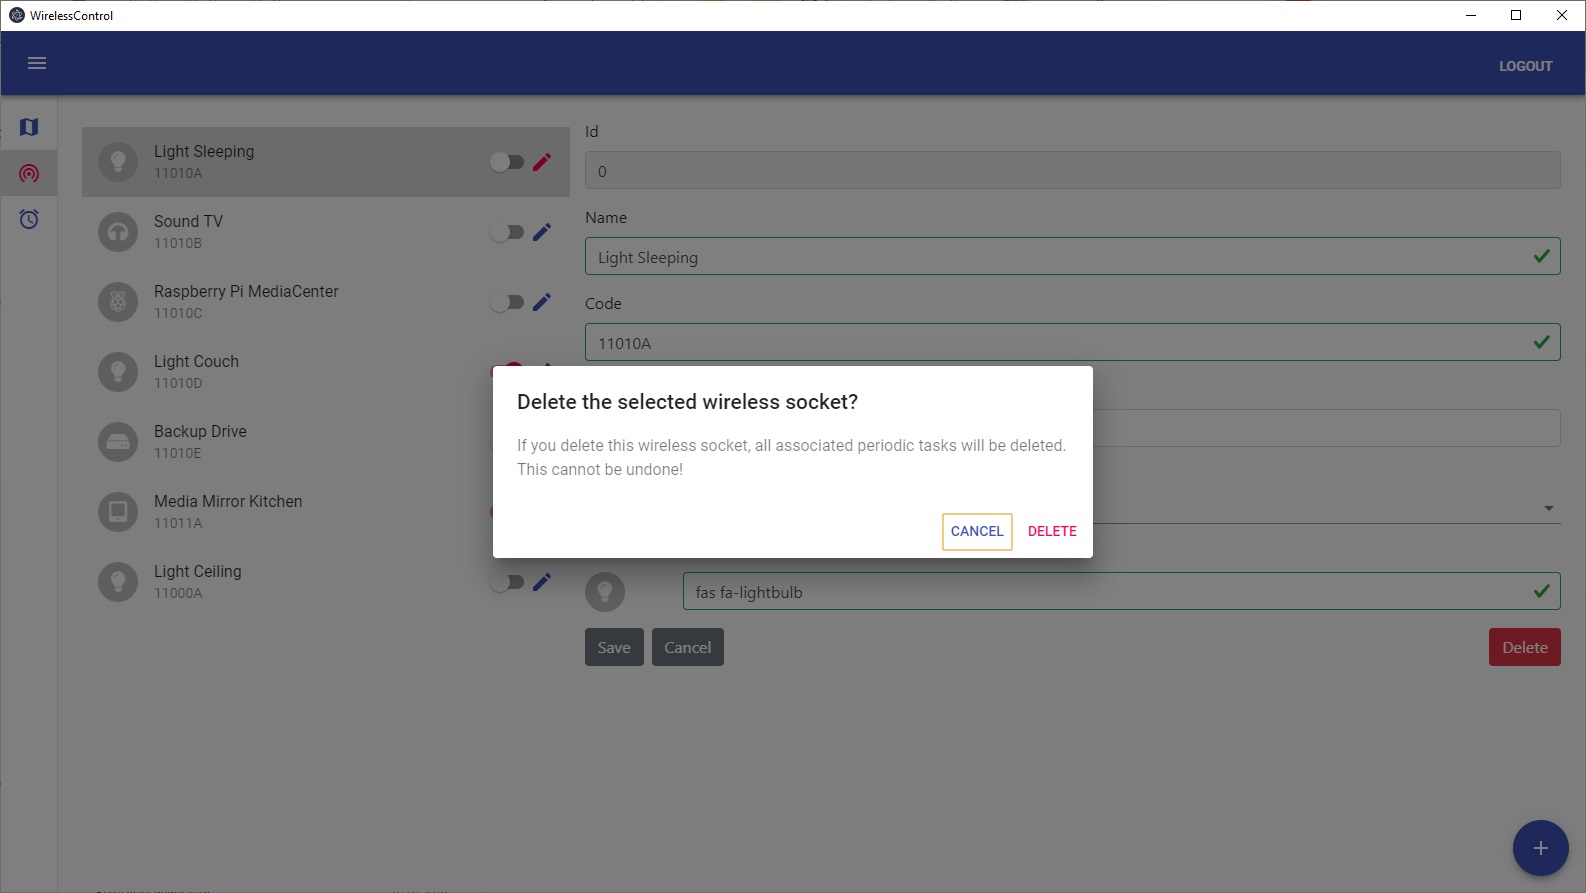 WirelessControl
LOGOUT
Light Sleeping
11010A
Sound TV
11010B
Raspberry Pi MediaCenter
11010C
Light Couch
11010D
Backup Drive
11010E
Media Mirror Kitchen
11011A
Light Ceiling
11000A
Id
0
Name
Light Sleeping
Code
11010A
Delete the selected wireless socket?
If you delete this wireless socket, all associated periodic tasks will be deleted.
This cannot be undone!
CANCEL DELETE
fas fa-lightbulb
Save Cancel Delete